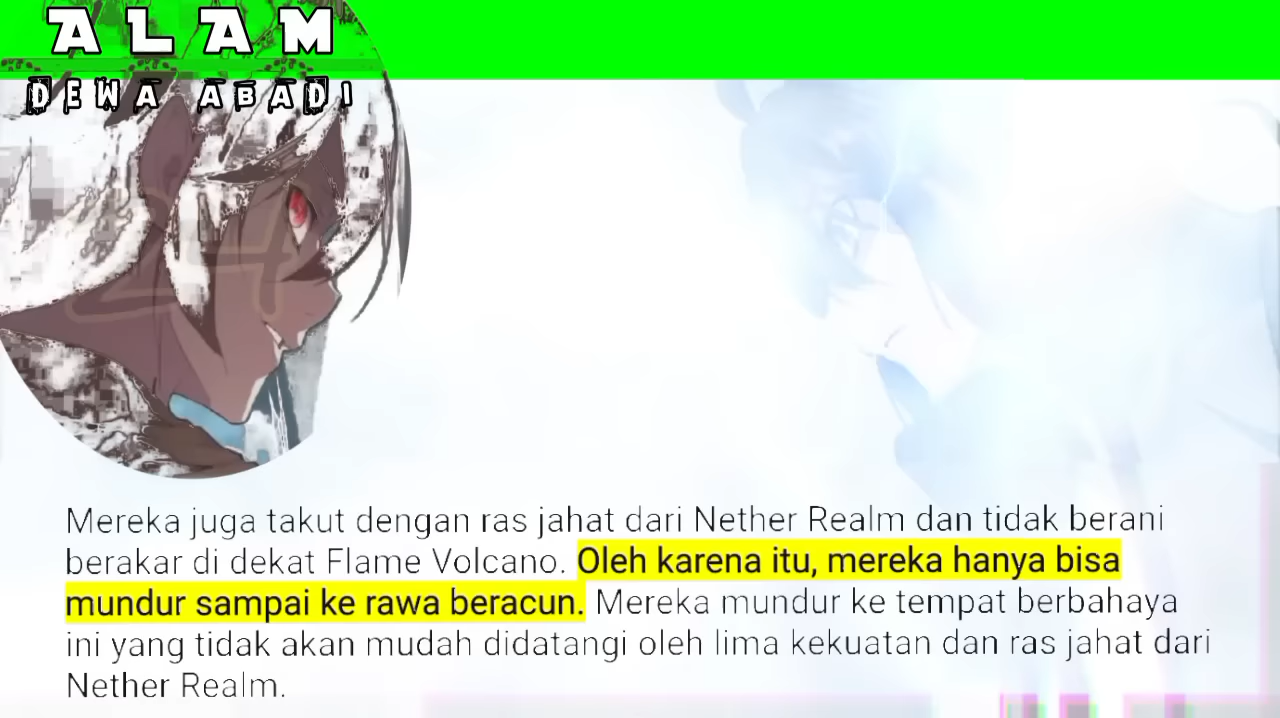 ALAM
DEWA ABADI
Mereka juga takut dengan ras jahat dari Nether Realm dan tidak berani
berakar di dekat Flame Volcano. Oleh karena itu, mereka hanya bisa
mundur sampai ke rawa beracun. Mereka mundur ke tempat berbahaya
ini yang tidak akan mudah didatangi oleh lima kekuatan dan ras jahat dari
Nether Realm.